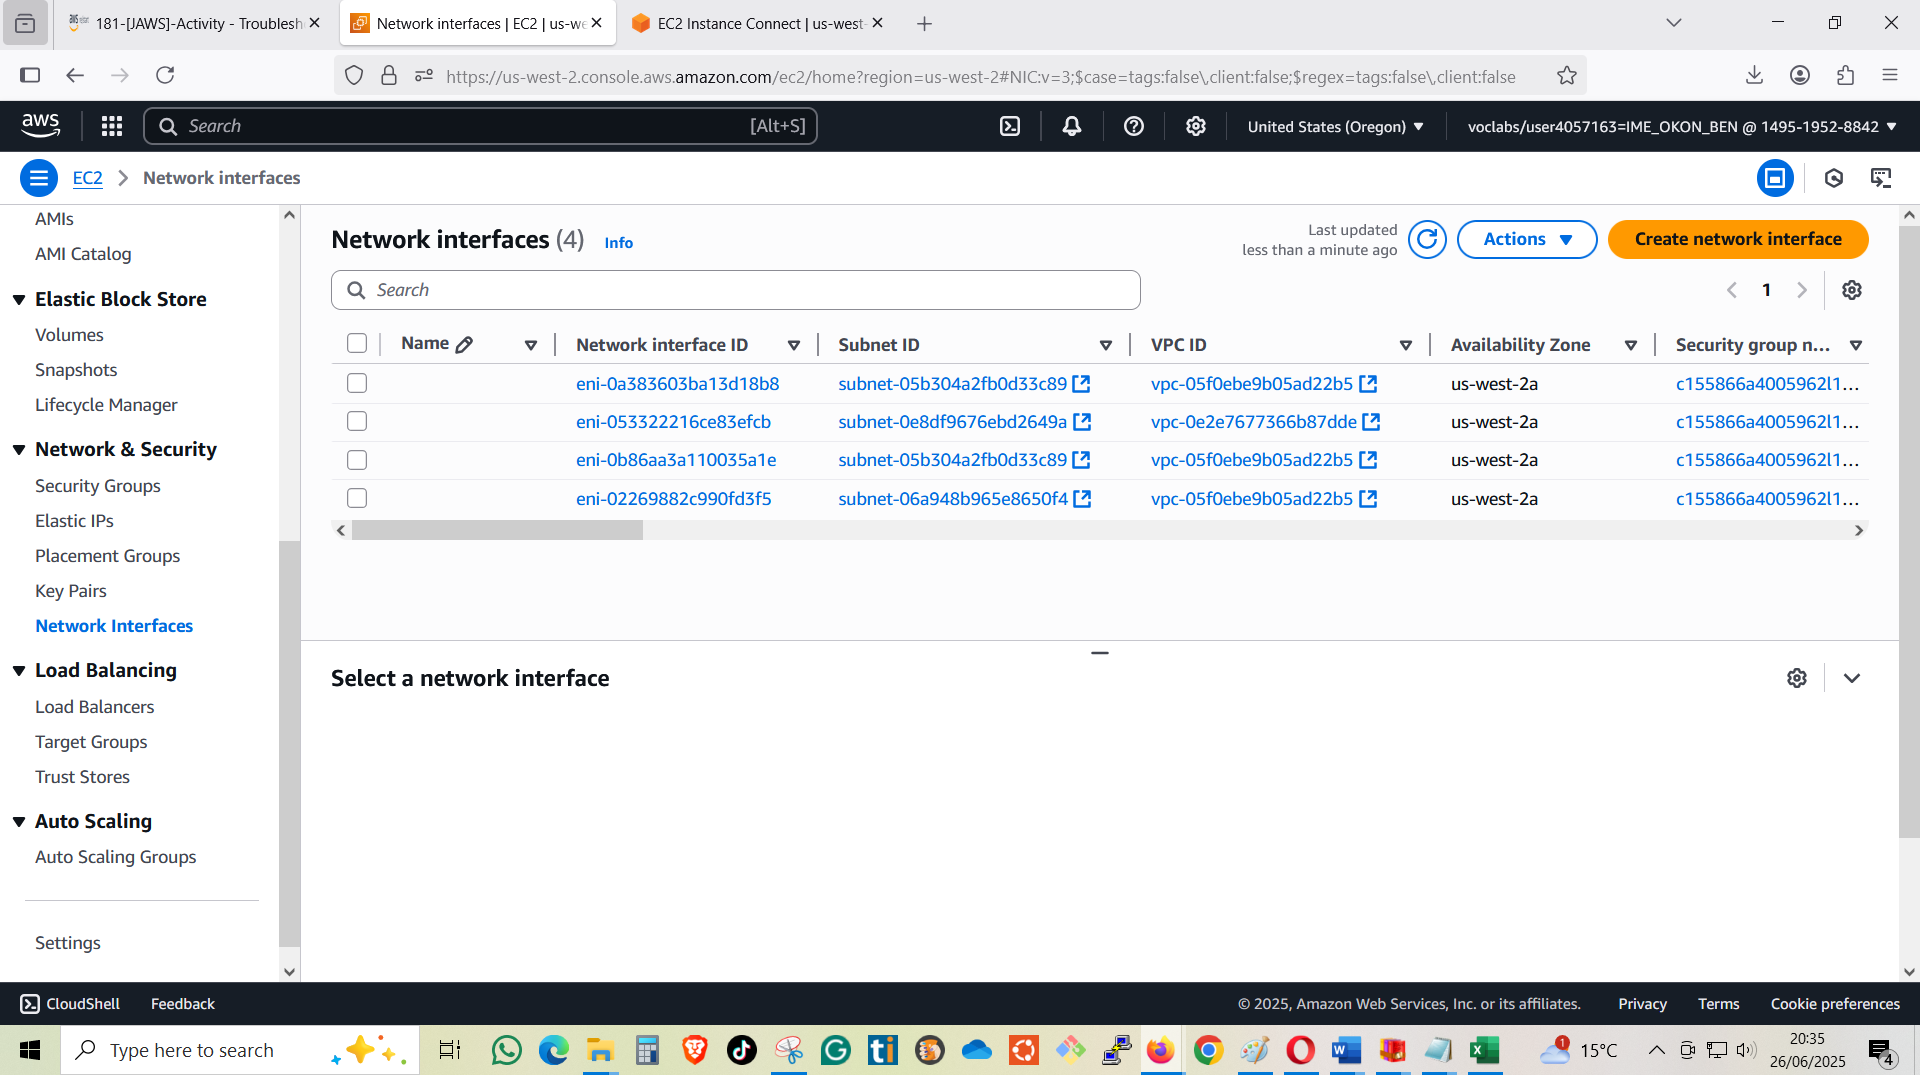 181-[JAWS]-Activity - Troublesh
Network interfaces | EC2 | us-we
EC2 Instance Connect | us-west-
https://us-west-2.console.aws.amazon.com/ec2/home?region=us-west-2#NIC:v=3;$case=tags:false\,client:false;$regex=tags:false\,client:false
aws
Search
[Alt+S]
United States (Oregon)
voclabs/user4057163=IME_OKON_BEN @ 1495-1952-8842
EC2
Network interfaces
AMIs
AMI Catalog
Elastic Block Store
Volumes
Snapshots
Lifecycle Manager
Network & Security
Security Groups
Elastic IPs
Placement Groups
Key Pairs
Network Interfaces
Load Balancing
Load Balancers
Target Groups
Trust Stores
Auto Scaling
Auto Scaling Groups
Settings
Network interfaces (4) Info
Last updated
less than a minute ago
Actions
Create network interface
Search
1
Name Network interface ID Subnet ID VPC ID Availability Zone Security group n...
eni-0a383603ba13d18b8 subnet-05b304a2fb0d33c89 vpc-05f0ebe9b05ad22b5 us-west-2a c155866a4005962l1...
eni-053322216ce83efcb subnet-0e8df9676ebd2649a vpc-0e2e7677366b87dde us-west-2a c155866a4005962l1...
eni-0b86aa3a110035a1e subnet-05b304a2fb0d33c89 vpc-05f0ebe9b05ad22b5 us-west-2a c155866a4005962l1...
eni-02269882c990fd3f5 subnet-06a948b965e8650f4 vpc-05f0ebe9b05ad22b5 us-west-2a c155866a4005962l1...
Select a network interface
CloudShell Feedback
© 2025, Amazon Web Services, Inc. or its affiliates. Privacy Terms Cookie preferences
Type here to search
1
15°C
20:35
26/06/2025
4